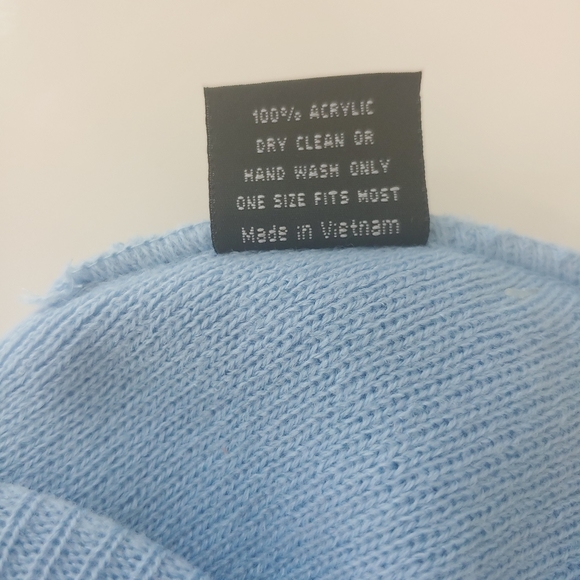 100% ACRYLIC
DRY CLEAN OR
HAND WASH ONLY
ONE SIZE FITS MOST
Made in Vietnam